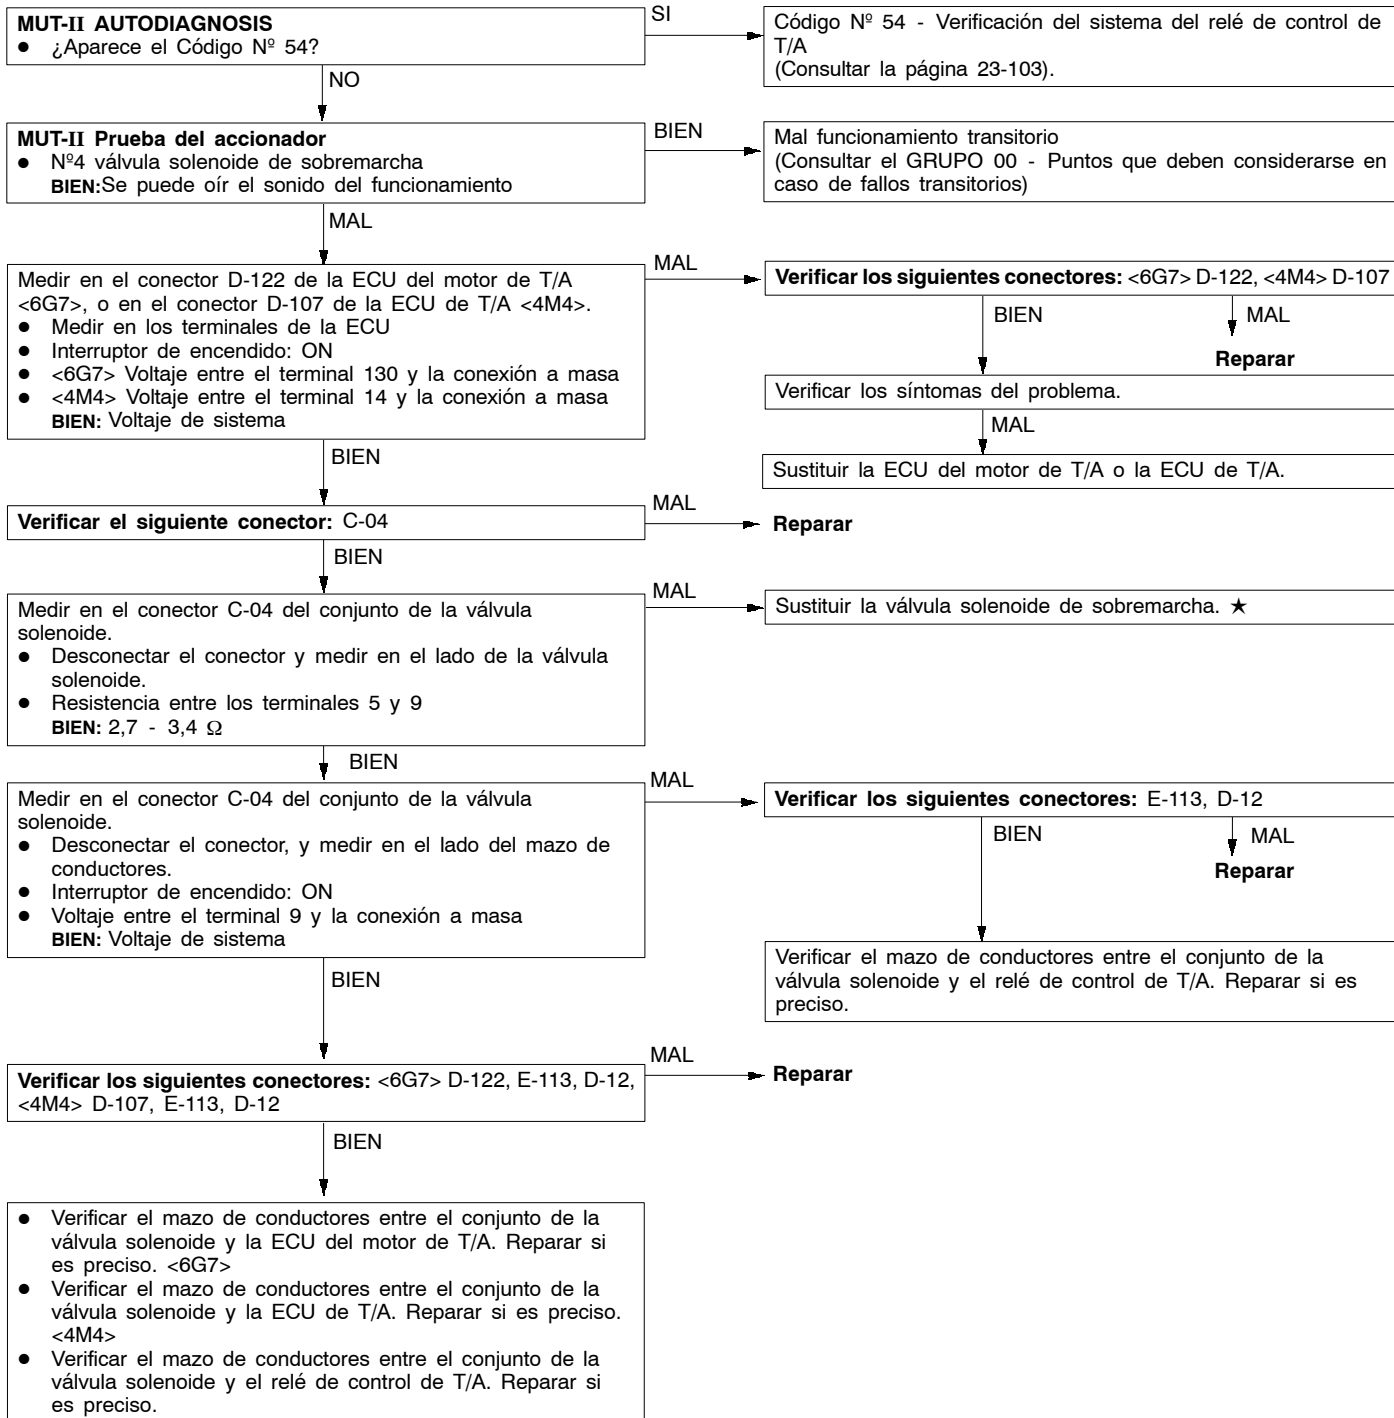 MUT-II AUTODIAGNOSIS
● ¿Aparece el Código Nº 54?
SI
Código Nº 54 - Verificación del sistema del relé de control de
T/A
(Consultar la página 23-103).
NO
MUT-II Prueba del accionador
● Nº4 válvula solenoide de sobremarcha
BIEN:Se puede oír el sonido del funcionamiento
BIEN
Mal funcionamiento transitorio
(Consultar el GRUPO 00 - Puntos que deben considerarse en
caso de fallos transitorios)
MAL
Medir en el conector D-122 de la ECU del motor de T/A
<6G7>, o en el conector D-107 de la ECU de T/A <4M4>.
● Medir en los terminales de la ECU
● Interruptor de encendido: ON
● <6G7> Voltaje entre el terminal 130 y la conexión a masa
● <4M4> Voltaje entre el terminal 14 y la conexión a masa
BIEN: Voltaje de sistema
MAL
Verificar los siguientes conectores: <6G7> D-122, <4M4> D-107
BIEN
MAL
Reparar
Verificar los síntomas del problema.
MAL
Sustituir la ECU del motor de T/A o la ECU de T/A.
BIEN
Verificar el siguiente conector: C-04
MAL
Reparar
BIEN
Medir en el conector C-04 del conjunto de la válvula
solenoide.
● Desconectar el conector y medir en el lado de la válvula
solenoide.
● Resistencia entre los terminales 5 y 9
BIEN: 2,7 - 3,4 Ω
MAL
Sustituir la válvula solenoide de sobremarcha. ★
BIEN
Medir en el conector C-04 del conjunto de la válvula
solenoide.
● Desconectar el conector, y medir en el lado del mazo de
conductores.
● Interruptor de encendido: ON
● Voltaje entre el terminal 9 y la conexión a masa
BIEN: Voltaje de sistema
MAL
Verificar los siguientes conectores: E-113, D-12
BIEN
MAL
Reparar
Verificar el mazo de conductores entre el conjunto de la
válvula solenoide y el relé de control de T/A. Reparar si es
preciso.
BIEN
Verificar los siguientes conectores: <6G7> D-122, E-113, D-12,
<4M4> D-107, E-113, D-12
MAL
Reparar
BIEN
● Verificar el mazo de conductores entre el conjunto de la
válvula solenoide y la ECU del motor de T/A. Reparar si
es preciso. <6G7>
● Verificar el mazo de conductores entre el conjunto de la
válvula solenoide y la ECU de T/A. Reparar si es preciso.
<4M4>
● Verificar el mazo de conductores entre el conjunto de la
válvula solenoide y el relé de control de T/A. Reparar si
es preciso.